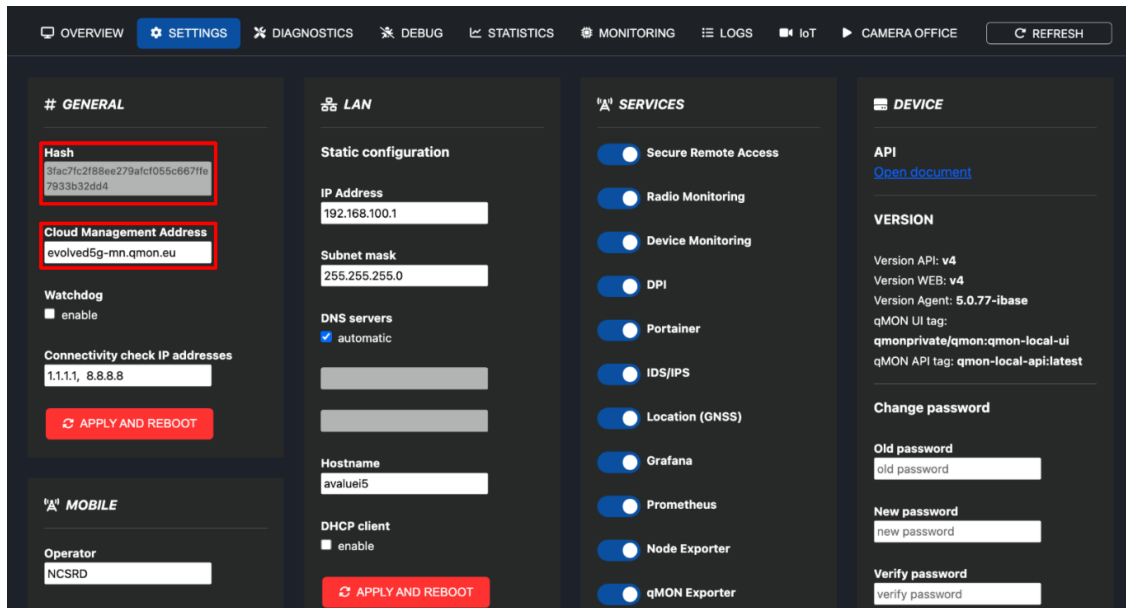 OVERVIEW
SETTINGS
DIAGNOSTICS
DEBUG
STATISTICS
MONITORING
LOGS
IoT
CAMERA OFFICE
REFRESH
# GENERAL
Hash
3fac7fc2f88ee279afcf055c667ffe
7933b32dd4
Cloud Management Address
evolved5g-mn.qmon.eu
Watchdog
enable
Connectivity check IP addresses
1.1.1.1, 8.8.8.8
APPLY AND REBOOT
MOBILE
Operator
NCSRD
LAN
Static configuration
IP Address
192.168.100.1
Subnet mask
255.255.255.0
DNS servers
automatic
Hostname
avaluei5
DHCP client
enable
APPLY AND REBOOT
SERVICES
Secure Remote Access
Radio Monitoring
Device Monitoring
DPI
Portainer
IDS/IPS
Location (GNSS)
Grafana
Prometheus
Node Exporter
qMON Exporter
DEVICE
API
Open document
VERSION
Version API: v4
Version WEB: v4
Version Agent: 5.0.77-ibase
qMON UI tag:
qmonprivate/qmon:qmon-local-ui
qMON API tag: qmon-local-api:latest
Change password
Old password
old password
New password
new password
Verify password
verify password